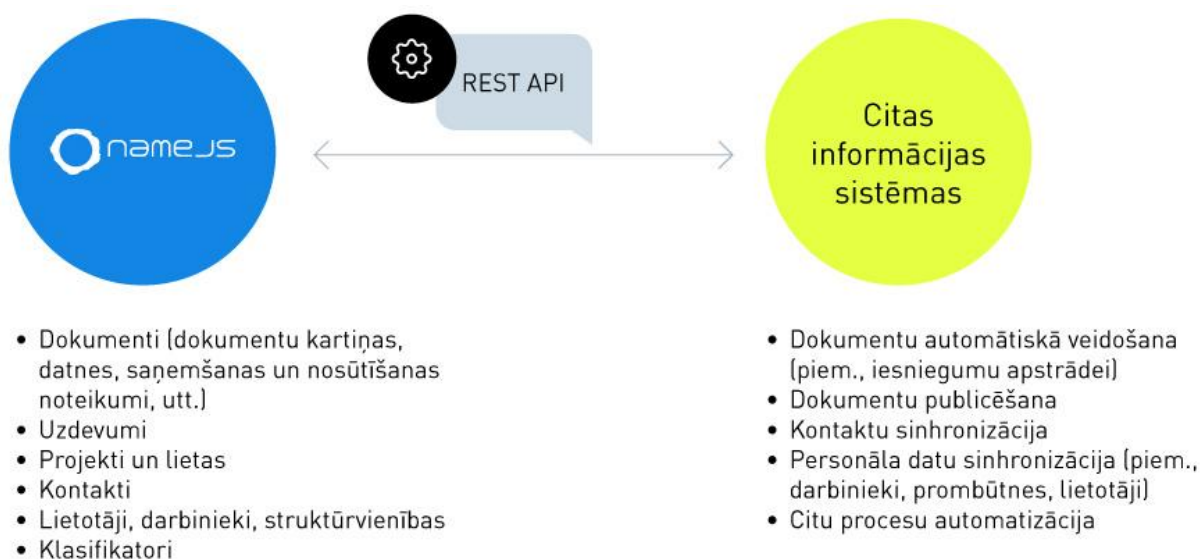 namejs
REST API
Citas
informācijas
sistēmas
• Dokumenti (dokumentu kartiņas,
datnes, saņemšanas un nosūtīšanas
noteikumi, utt.)
• Uzdevumi
• Projekti un lietas
• Kontakti
• Lietotāji, darbinieki, struktūrvienības
• Klasifikatori
• Dokumentu automātiskā veidošana
(piem., iesniegumu apstrādei)
• Dokumentu publicēšana
• Kontaktu sinhronizācija
• Personāla datu sinhronizācija (piem.,
darbinieki, prombūtnes, lietotāji)
• Citu procesu automatizācija